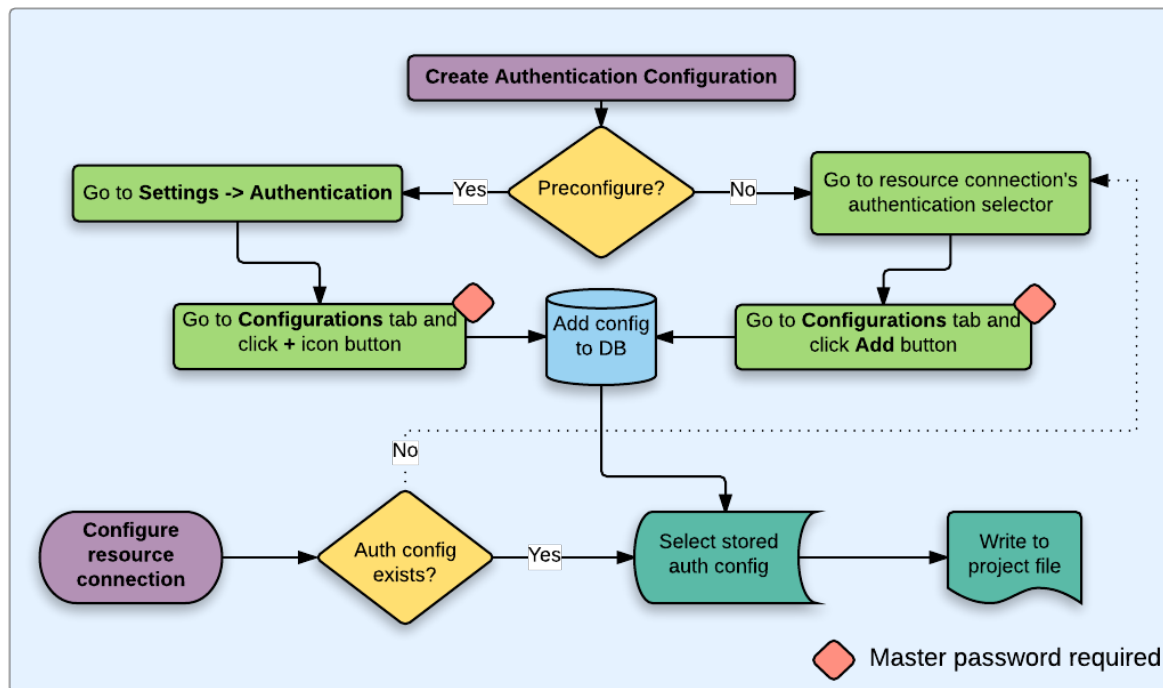 Create Authentication Configuration
Go to Settings -> Authentication
Yes
Preconfigure?
No
Go to resource connection's
authentication selector
Go to Configurations tab and
click + icon button
Add config
to DB
Go to Configurations tab and
click Add button
No
Configure
resource
connection
Auth config
exists?
Yes
Select stored
auth config
Write to
project file
Master password required